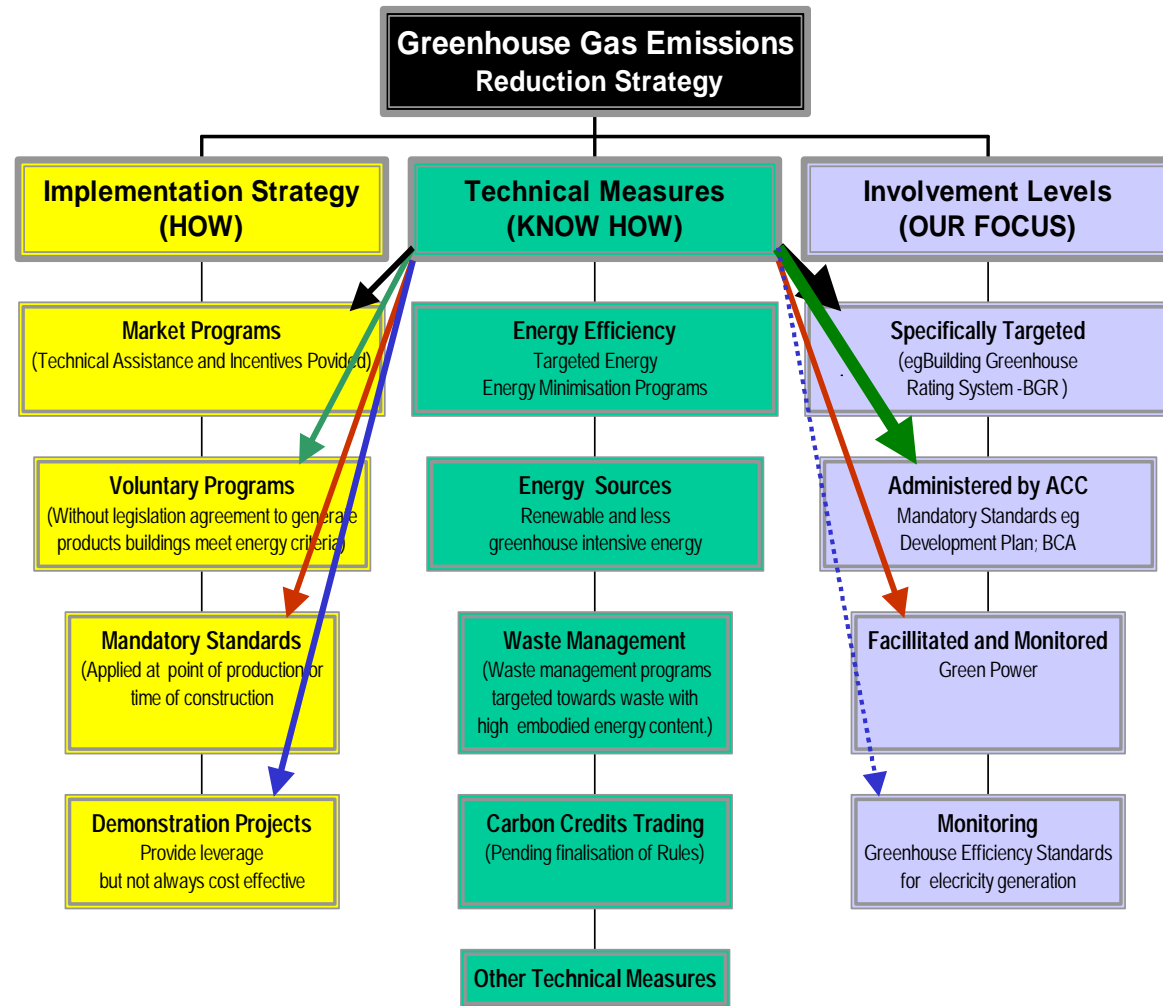 Greenhouse Gas Emissions
Reduction Strategy
Implementation Strategy
(HOW)
Market Programs
(Technical Assistance and Incentives Povided)
Voluntary Programs
(Without legislation agreement to generate
products buildings meet energy criteria)
Mandatory Standards
(Applied at point of production or
time of construction
Demonstration Projects
Provide leverage
but not always cost effective
Technical Measures
(KNOW HOW)
Energy Efficiency
Targeted Energy
Energy Minimisation Programs
Energy Sources
Renewable and less
greenhouse intensive energy
Waste Management
(Waste management programs
targeted towards waste with
high embodied energy content.)
Carbon Credits Trading
(Pending finalisation of Rules)
Other Technical Measures
Involvement Levels
(OUR FOCUS)
Specifically Targeted
(egBuilding Greenhouse
Rating System -BGR )
Administered by ACC
Mandatory Standards eg
Development Plan; BCA
Facillitated and Monitored
Green Power
Monitoring
Greenhouse Efficiency Standards
for elecricity generation